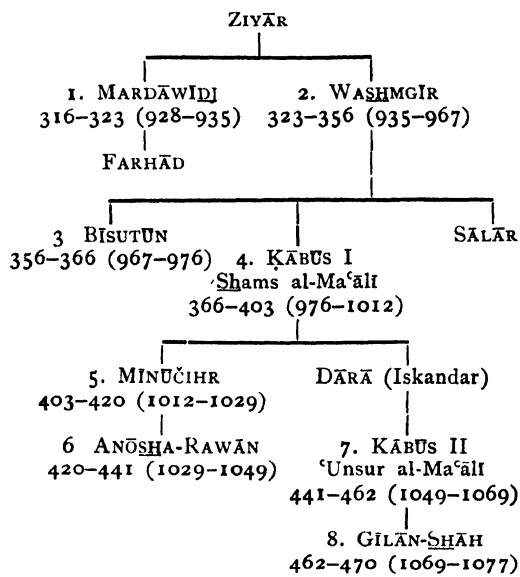 ZIYĀR
1. MARDĀWĪDJ 2. WASHMGĪR
316–323 (928–935) 323–356 (935–967)
FARHĀD
3 BĪSUTŪN 4. ḲĀBŪS I SĀLĀR
356–366 (967–976) Shams al-Maʿālī
366–403 (976–1012)
5. MĪNŪČIHR DĀRĀ (Iskandar)
403–420 (1012–1029)
6 ANŌSHA-RAWĀN 7. KĀBŪS II
420–441 (1029–1049) ʿUnsur al-Maʿālī
441–462 (1049–1069)
8. GĪLĀN-SHĀH
462–470 (1069–1077)